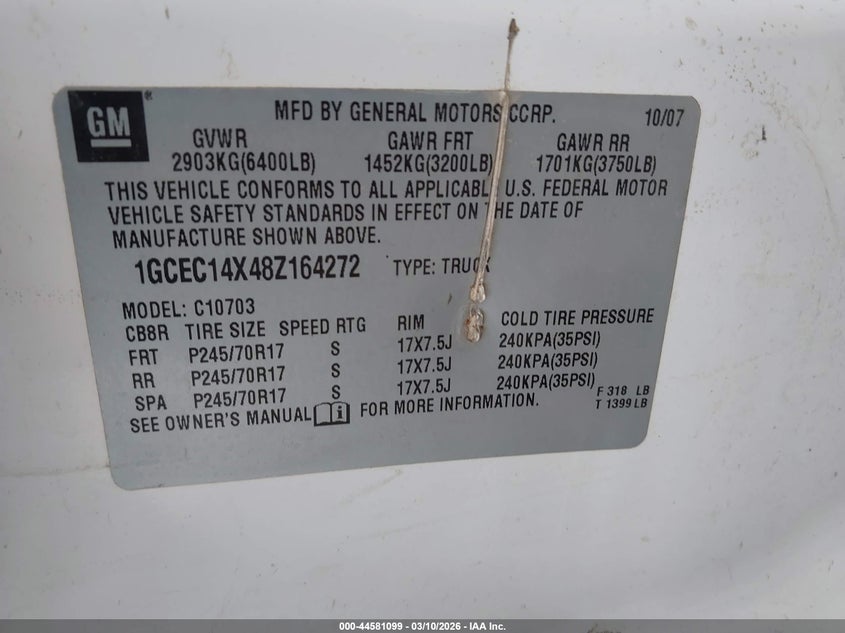 GM
MFD BY GENERAL MOTORS CCRP. 10/07
GVWR GAWR FRT GAWR RR
2903KG(6400LB) 1452KG(3200LB) 1701KG(3750LB)
THIS VEHICLE CONFORMS TO ALL APPLICABLE U.S. FEDERAL MOTOR
VEHICLE SAFETY STANDARDS IN EFFECT ON THE DATE OF
MANUFACTURE SHOWN ABOVE.
1GCEC14X48Z164272 TYPE: TRUCK
MODEL: C10703
CB8R TIRE SIZE SPEED RTG RIM COLD TIRE PRESSURE
FRT P245/70R17 S 17X7.5J 240KPA(35PSI)
RR P245/70R17 S 17X7.5J 240KPA(35PSI)
SPA P245/70R17 S 17X7.5J 240KPA(35PSI)
SEE OWNER'S MANUAL i FOR MORE INFORMATION.
F 318 LB
T 1399 LB
000-44581099 — 03/10/2026 — IAA Inc.